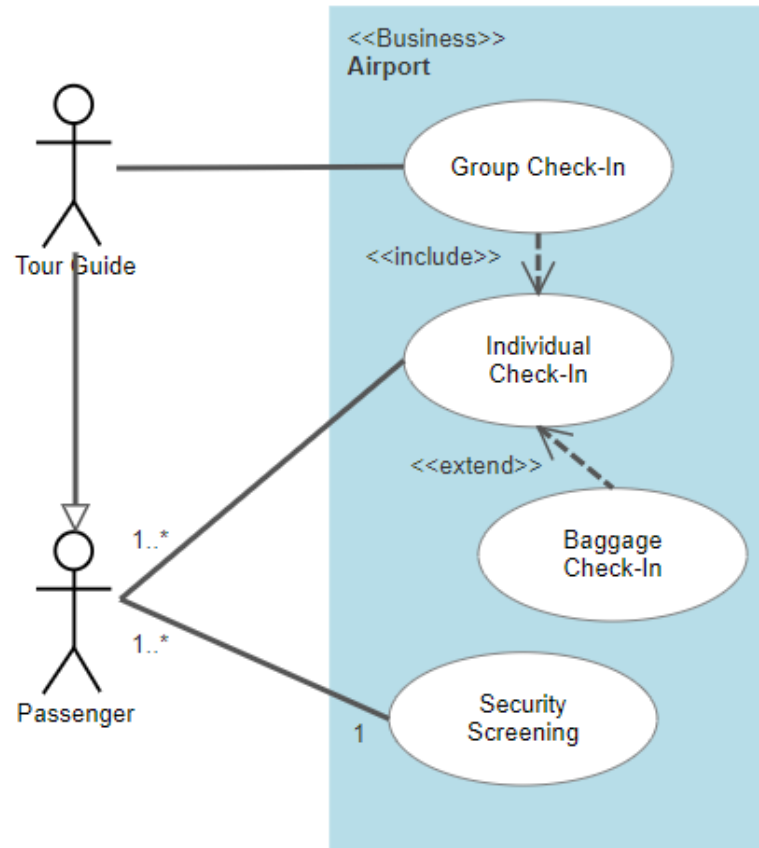 <<Business>>
Airport
Group Check-In
<<include>>
Tour Guide
Individual
Check-In
<<extend>>
1..*
Baggage
Check-In
1..*
Passenger
Security
Screening
1